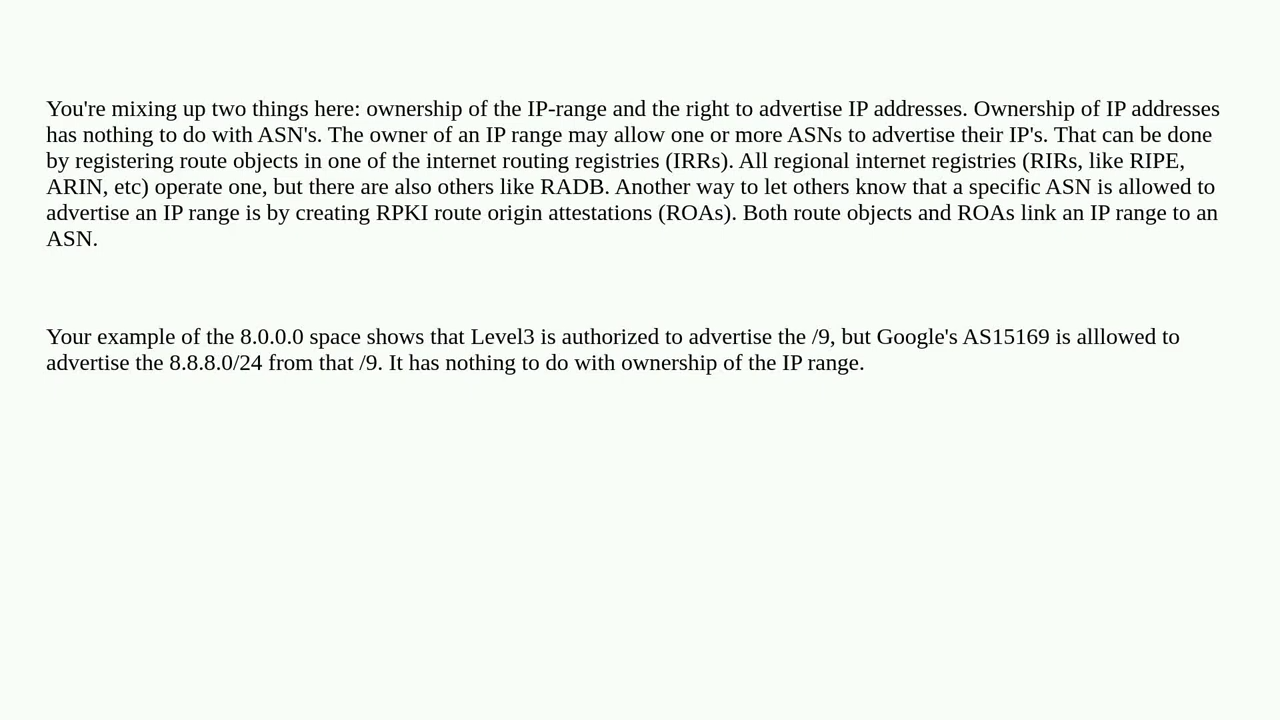 You're mixing up two things here: ownership of the IP-range and the right to advertise IP addresses. Ownership of IP addresses
has nothing to do with ASN's. The owner of an IP range may allow one or more ASNs to advertise their IP's. That can be done
by registering route objects in one of the internet routing registries (IRRs). All regional internet registries (RIRs, like RIPE,
ARIN, etc) operate one, but there are also others like RADB. Another way to let others know that a specific ASN is allowed to
advertise an IP range is by creating RPKI route origin attestations (ROAs). Both route objects and ROAs link an IP range to an
ASN.
Your example of the 8.0.0.0 space shows that Level3 is authorized to advertise the /9, but Google's AS15169 is alllowed to
advertise the 8.8.8.0/24 from that /9. It has nothing to do with ownership of the IP range.